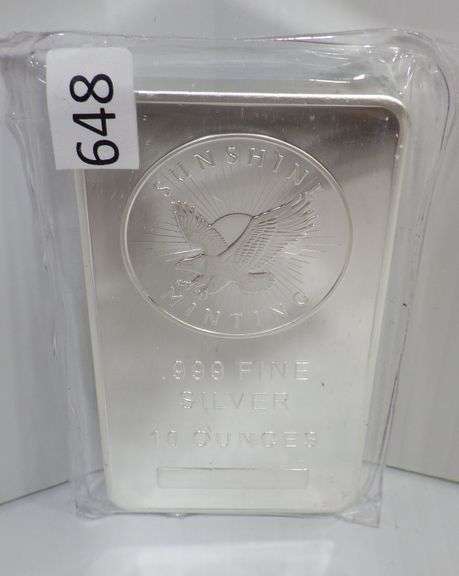 648
SUNSHINE
MINTING
.999 FINE
SILVER
10 OUNCES